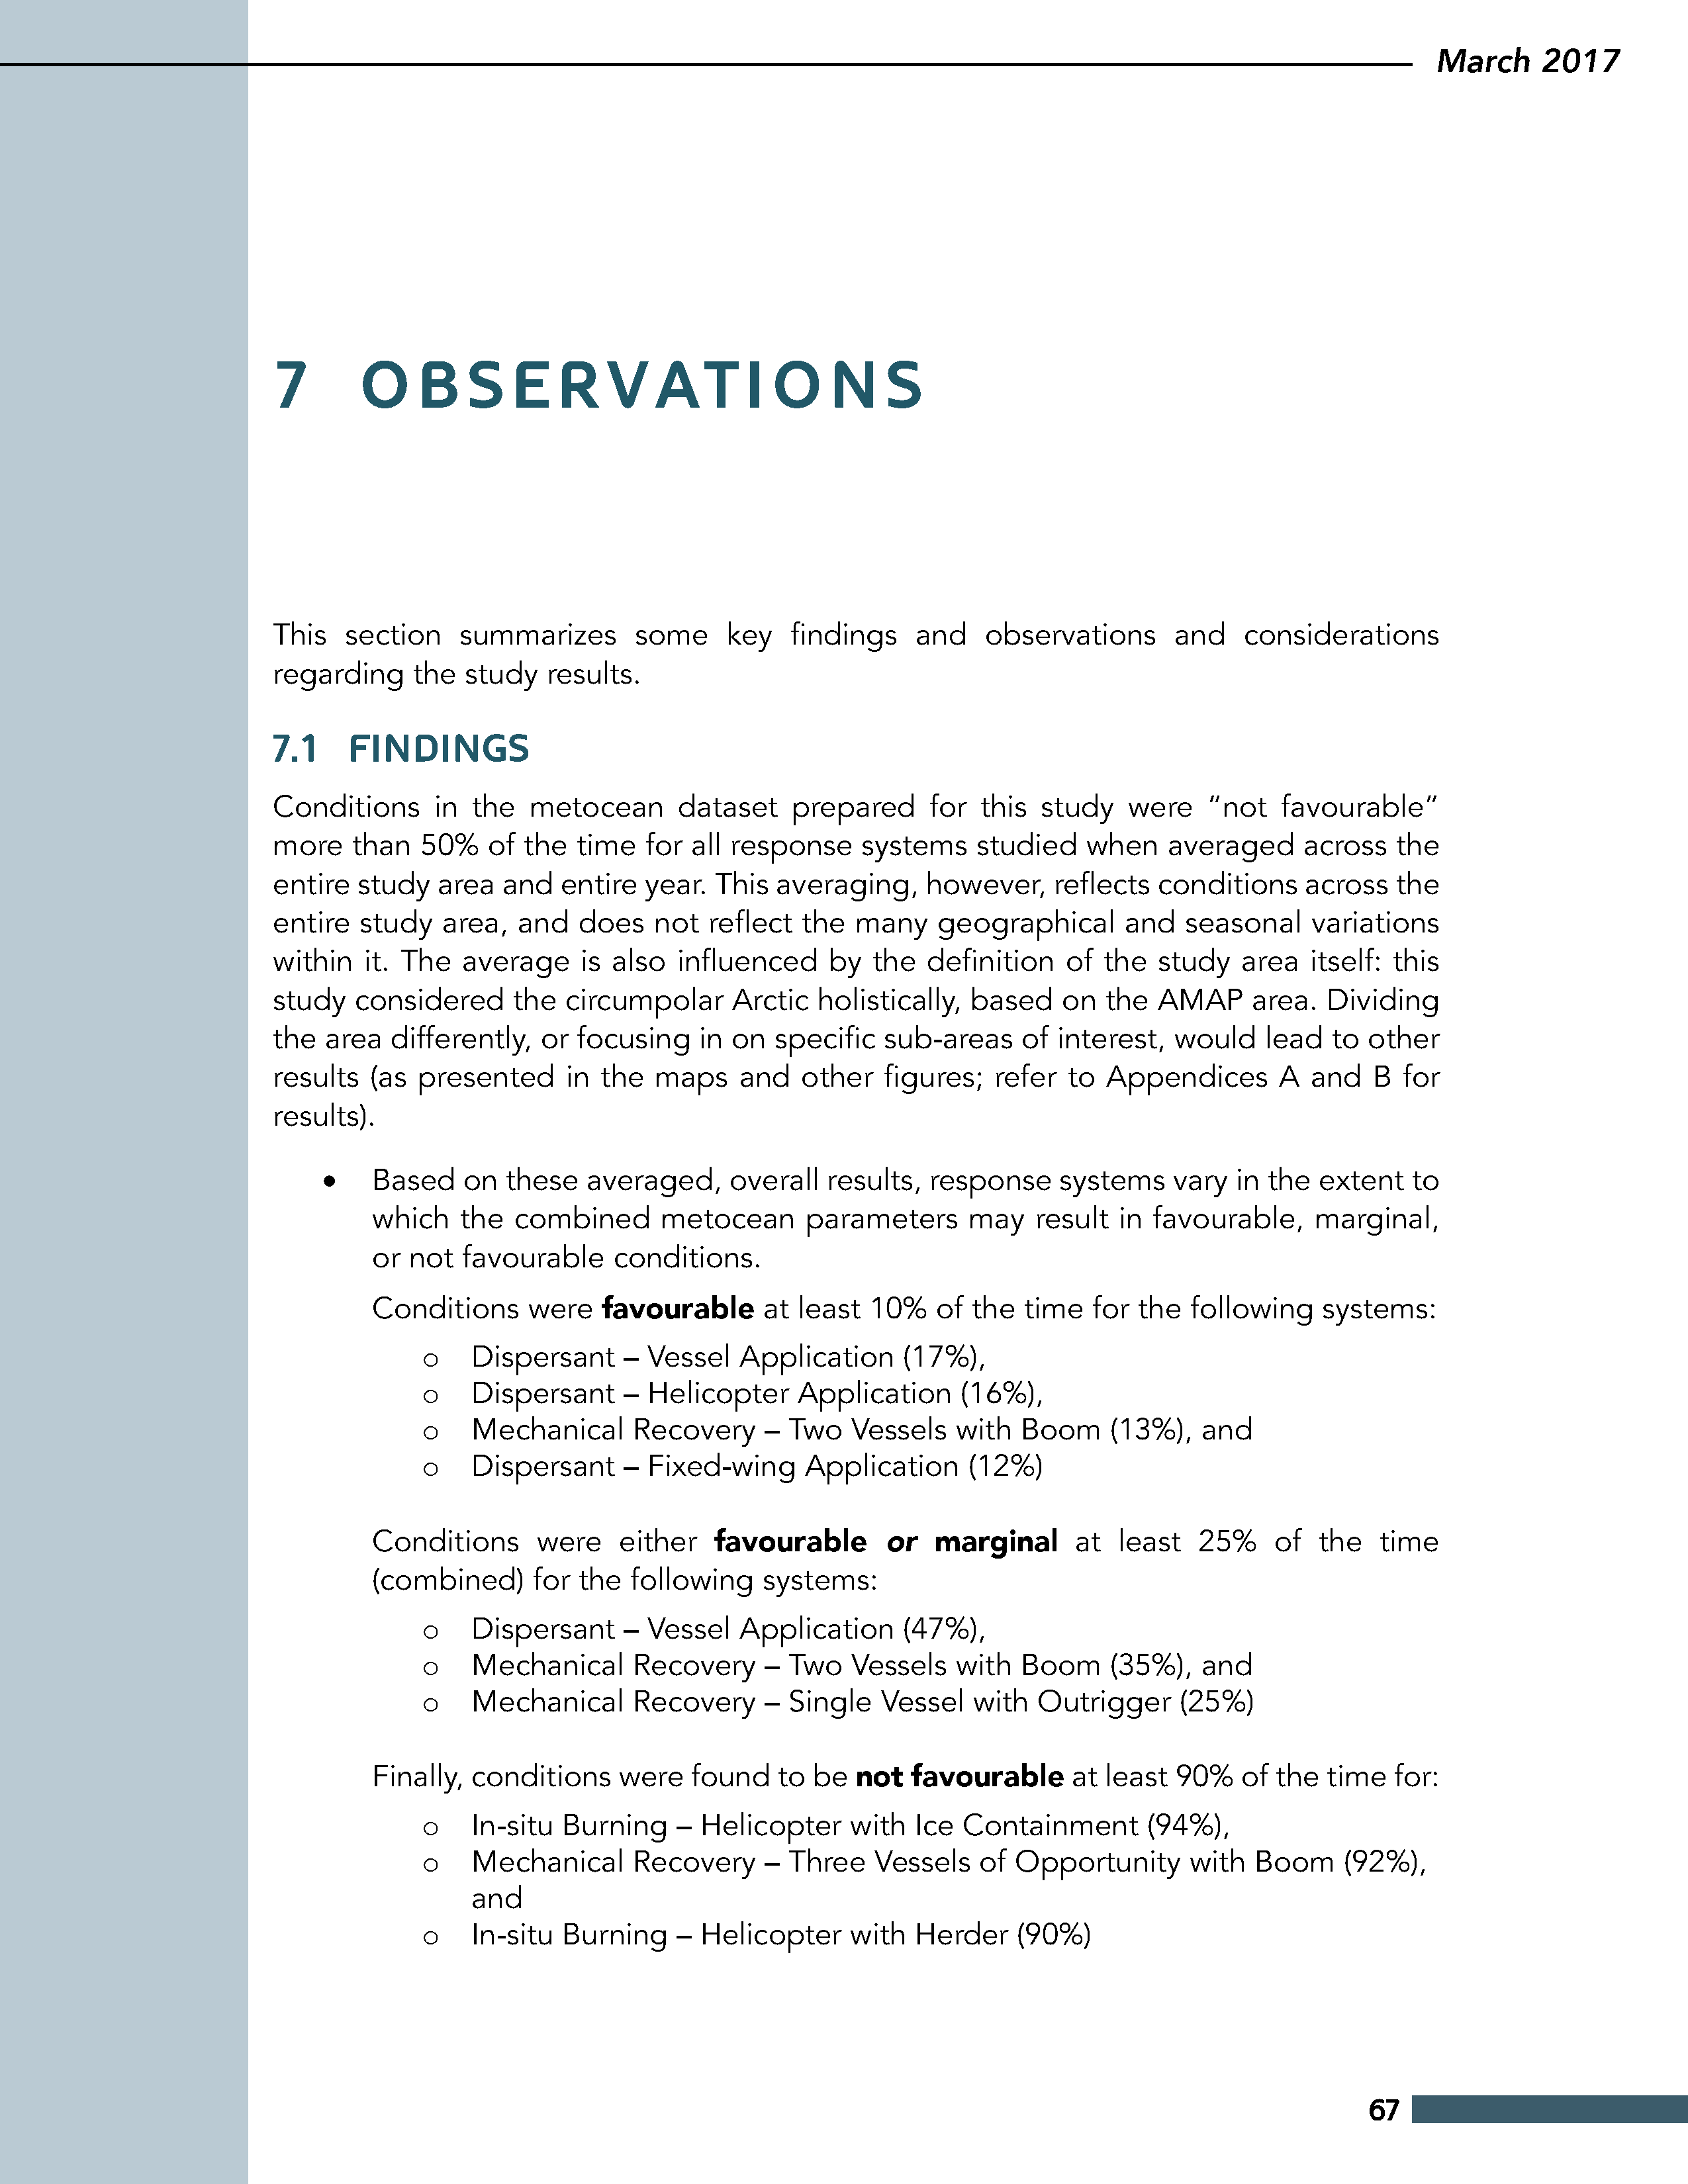 March 2017
7 OBSERVATIONS
This section summarizes some key findings and observations and considerations
regarding the study results.
7.1 FINDINGS
Conditions in the metocean dataset prepared for this study were “not favourable”
more than 50% of the time for all response systems studied when averaged across the
entire study area and entire year. This averaging, however, reflects conditions across the
entire study area, and does not reflect the many geographical and seasonal variations
within it. The average is also influenced by the definition of the study area itself: this
study considered the circumpolar Arctic holistically, based on the AMAP area. Dividing
the area differently, or focusing in on specific sub-areas of interest, would lead to other
results (as presented in the maps and other figures; refer to Appendices A and B for
results).
• Based on these averaged, overall results, response systems vary in the extent to
which the combined metocean parameters may result in favourable, marginal,
or not favourable conditions.
Conditions were favourable at least 10% of the time for the following systems:
o Dispersant – Vessel Application (17%),
o Dispersant – Helicopter Application (16%),
o Mechanical Recovery – Two Vessels with Boom (13%), and
o Dispersant – Fixed-wing Application (12%)
Conditions were either favourable or marginal at least 25% of the time
(combined) for the following systems:
o Dispersant – Vessel Application (47%),
o Mechanical Recovery – Two Vessels with Boom (35%), and
o Mechanical Recovery – Single Vessel with Outrigger (25%)
Finally, conditions were found to be not favourable at least 90% of the time for:
o In-situ Burning – Helicopter with Ice Containment (94%),
o Mechanical Recovery – Three Vessels of Opportunity with Boom (92%),
and
o In-situ Burning – Helicopter with Herder (90%)
67